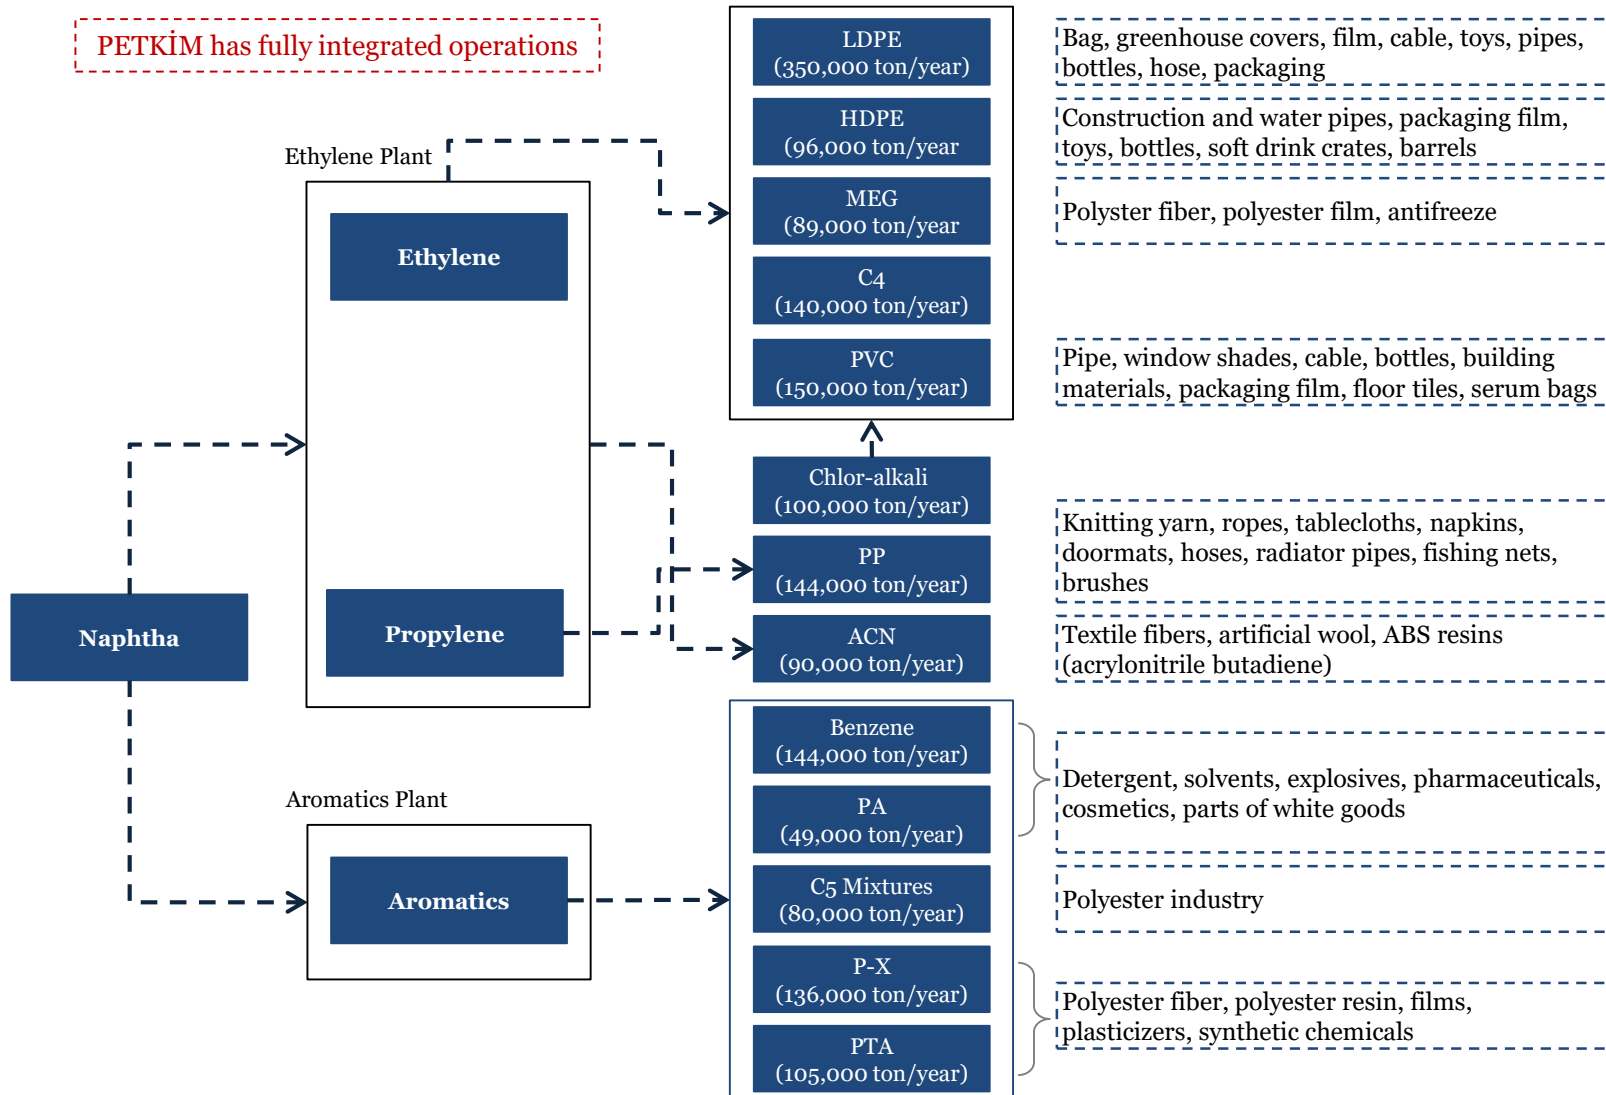 PETKİM has fully integrated operations
LDPE
(350,000 ton/year)
Bag, greenhouse covers, film, cable, toys, pipes,
bottles, hose, packaging
HDPE
(96,000 ton/year
Construction and water pipes, packaging film,
toys, bottles, soft drink crates, barrels
Ethylene Plant
MEG
(89,000 ton/year
Polyster fiber, polyester film, antifreeze
Ethylene
C4
(140,000 ton/year)
PVC
(150,000 ton/year)
Pipe, window shades, cable, bottles, building
materials, packaging film, floor tiles, serum bags
Chlor-alkali
(100,000 ton/year)
PP
(144,000 ton/year)
Knitting yarn, ropes, tablecloths, napkins,
doormats, hoses, radiator pipes, fishing nets,
brushes
Naphtha
Propylene
ACN
(90,000 ton/year)
Textile fibers, artificial wool, ABS resins
(acrylonitrile butadiene)
Benzene
(144,000 ton/year)
Aromatics Plant
PA
(49,000 ton/year)
Detergent, solvents, explosives, pharmaceuticals,
cosmetics, parts of white goods
Aromatics
C5 Mixtures
(80,000 ton/year)
Polyester industry
P-X
(136,000 ton/year)
PTA
(105,000 ton/year)
Polyester fiber, polyester resin, films,
plasticizers, synthetic chemicals